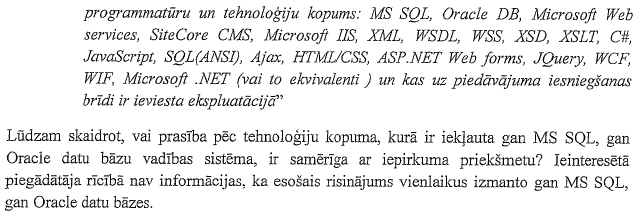 programmatūru un tehnoloģiju kopums: MS SQL, Oracle DB, Microsoft Web
services, SiteCore CMS, Microsoft IIS, XML, WSDL, WSS, XSD, XSLT, C#,
JavaScript, SQL(ANSI), Ajax, HTML/CSS, ASP.NET Web forms, JQuery, WCF,
WIF, Microsoft .NET (vai to ekvivalenti ) un kas uz piedāvājuma iesniegšanas
brīdi ir ieviesta ekspluatācijā”
Lūdzam skaidrot, vai prasība pēc tehnoloģiju kopuma, kurā ir iekļauta gan MS SQL, gan
Oracle datu bāzu vadības sistēma, ir samērīga ar iepirkuma priekšmetu? Ieinteresētā
piegādātāja rīcībā nav informācijas, ka esošais risinājums vienlaikus izmanto gan MS SQL,
gan Oracle datu bāzes.